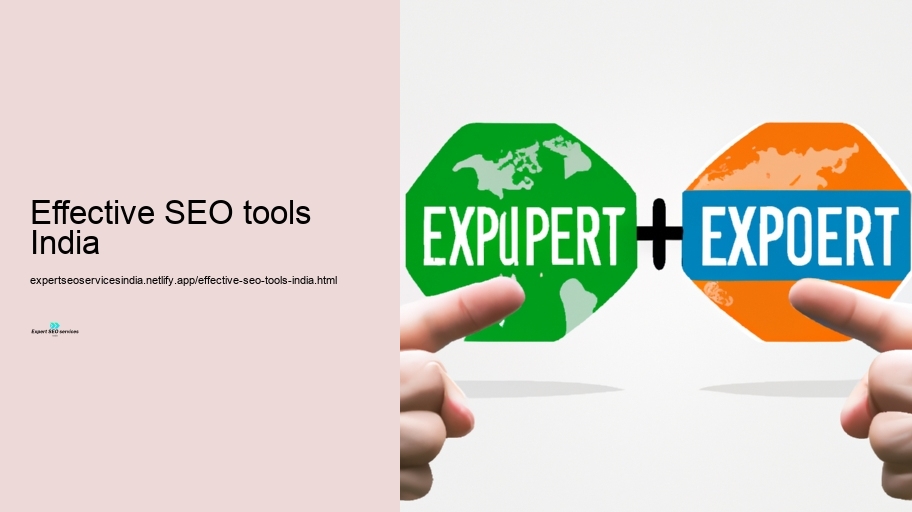 Effective SEO tools
India
expertseoservicesindia.netlify.app/effective-seo-tools-india.html
Expert SEO services
EXPUPERT
EXPOERT